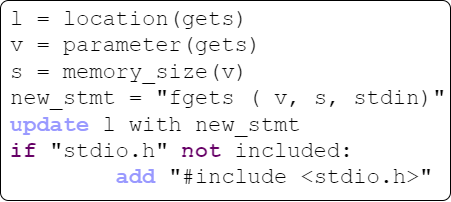 l = location(gets)
v = parameter(gets)
s = memory_size(v)
new_stmt = "fgets ( v, s, stdin)"
update l with new_stmt
if "stdio.h" not included:
        add "#include <stdio.h>"